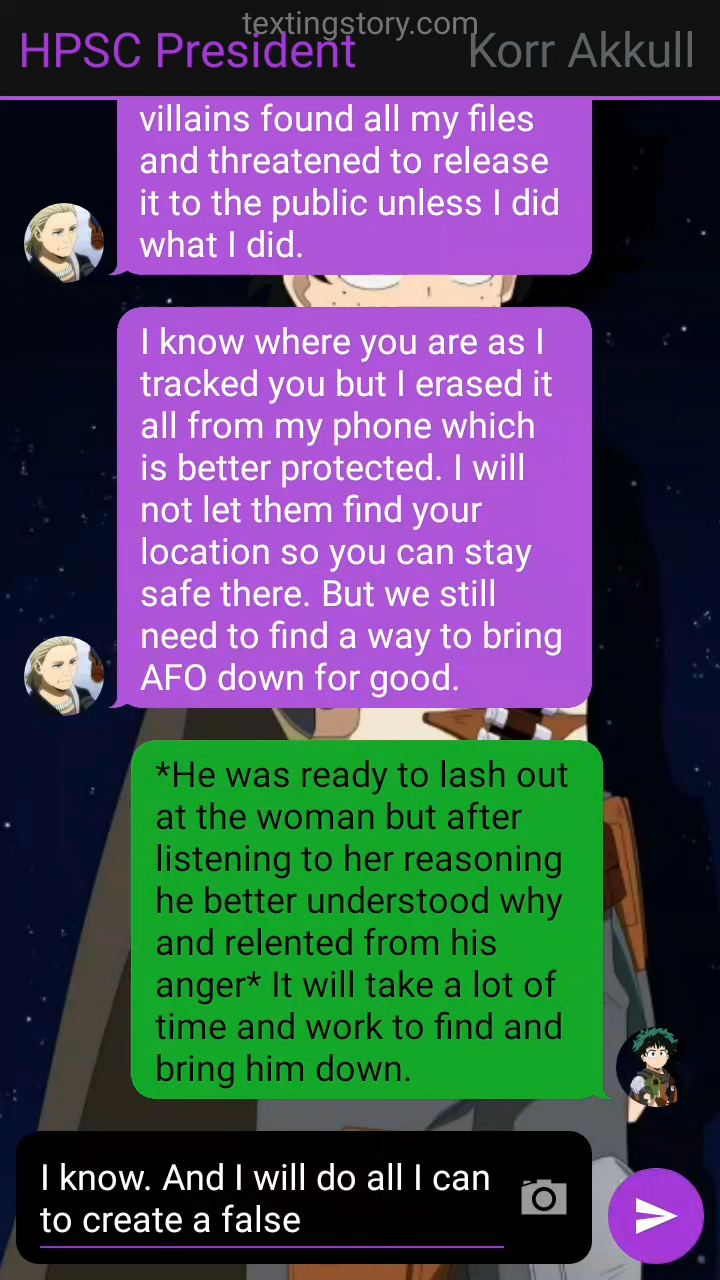 textingstory.com
HPSC President Korr Akkull
villains found all my files
and threatened to release
it to the public unless I did
what I did.
I know where you are as I
tracked you but I erased it
all from my phone which
is better protected. I will
not let them find your
location so you can stay
safe there. But we still
need to find a way to bring
AFO down for good.
*He was ready to lash out
at the woman but after
listening to her reasoning
he better understood why
and relented from his
anger* It will take a lot of
time and work to find and
bring him down.
I know. And I will do all I can
to create a false